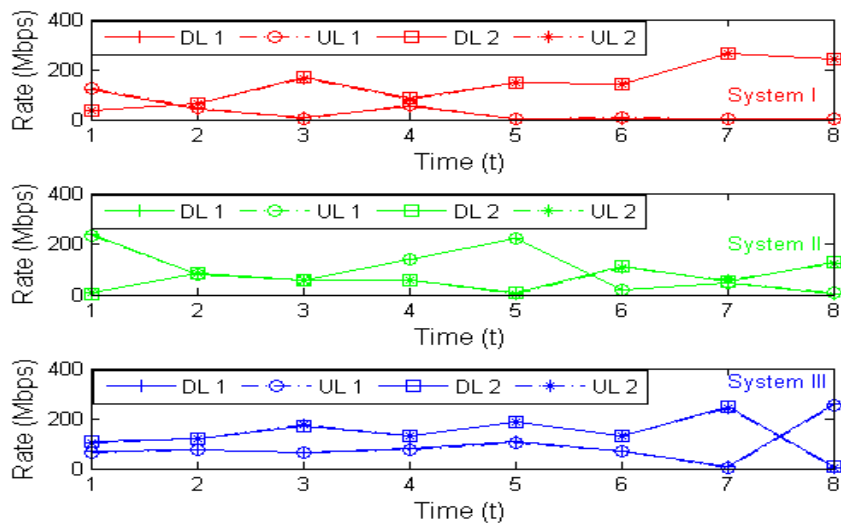 Rate (Mbps)
400
200
0
DL 1 UL 1 DL 2 UL 2
System I
1 2 3 4 5 6 7 8
Time (t)
Rate (Mbps)
400
200
0
DL 1 UL 1 DL 2 UL 2
System II
1 2 3 4 5 6 7 8
Time (t)
Rate (Mbps)
400
200
0
DL 1 UL 1 DL 2 UL 2
System III
1 2 3 4 5 6 7 8
Time (t)